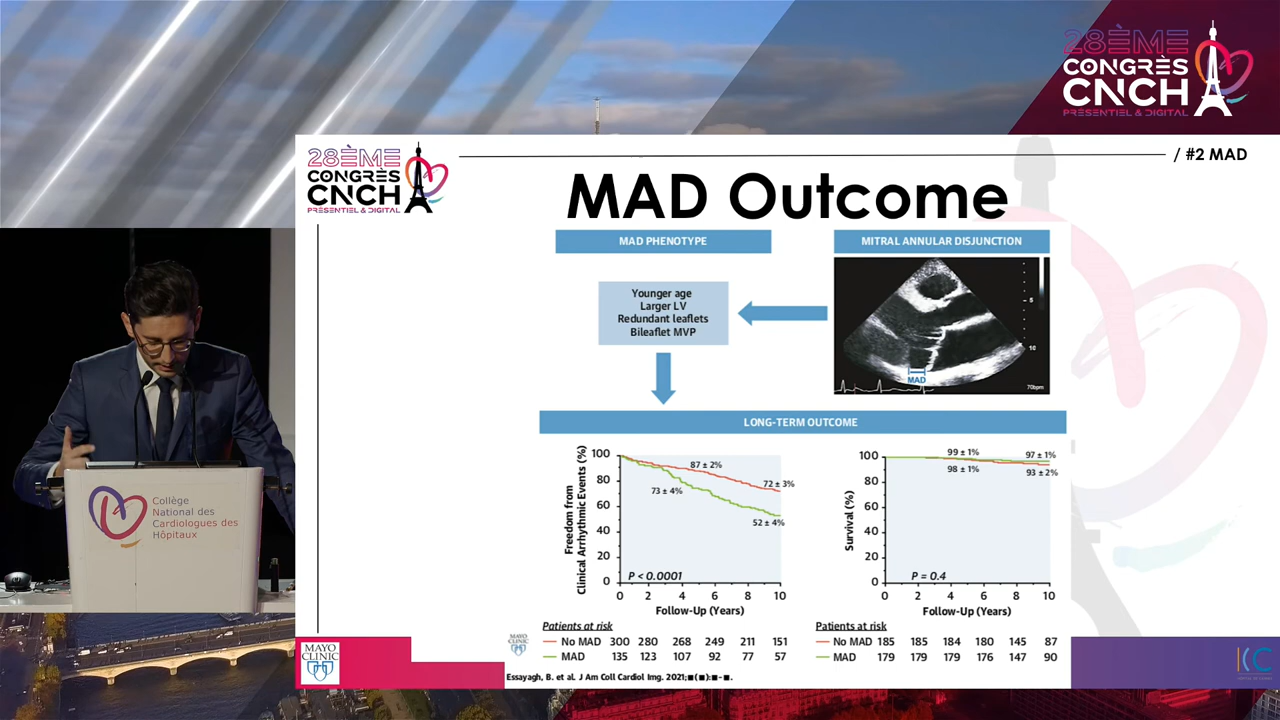 28ÈME
CONGRÈS
CNCH
PRÉSENTIEL & DIGITAL
28ÈME
CONGRÈS
CNCH
PRÉSENTIEL & DIGITAL
/ #2 MAD
MAD Outcome
MAD PHENOTYPE
MITRAL ANNULAR DISJUNCTION
Younger age
Larger LV
Redundant leaflets
Bileaflet MVP
5
10
MAD
70bpm
LONG-TERM OUTCOME
Freedom from
Clinical Arrhythmic Events (%)
100
80
60
40
20
0
87 ± 2%
72 ± 3%
73 ± 4%
52 ± 4%
P < 0.0001
0 2 4 6 8 10
Follow-Up (Years)
Patients at risk
No MAD 300 280 268 249 211 151
MAD 135 123 107 92 77 57
Survival (%)
100
80
60
40
20
0
99 ± 1%
97 ± 1%
98 ± 1%
93 ± 2%
P = 0.4
0 2 4 6 8 10
Follow-Up (Years)
Patients at risk
No MAD 185 185 184 180 145 87
MAD 179 179 179 176 147 90
MAYO
CLINIC
MAYO
CLINIC
Essayagh, B. et al. J Am Coll Cardiol Img. 2021;■(■):■-■.
Collège
National des
Cardiologues des
Hôpitaux